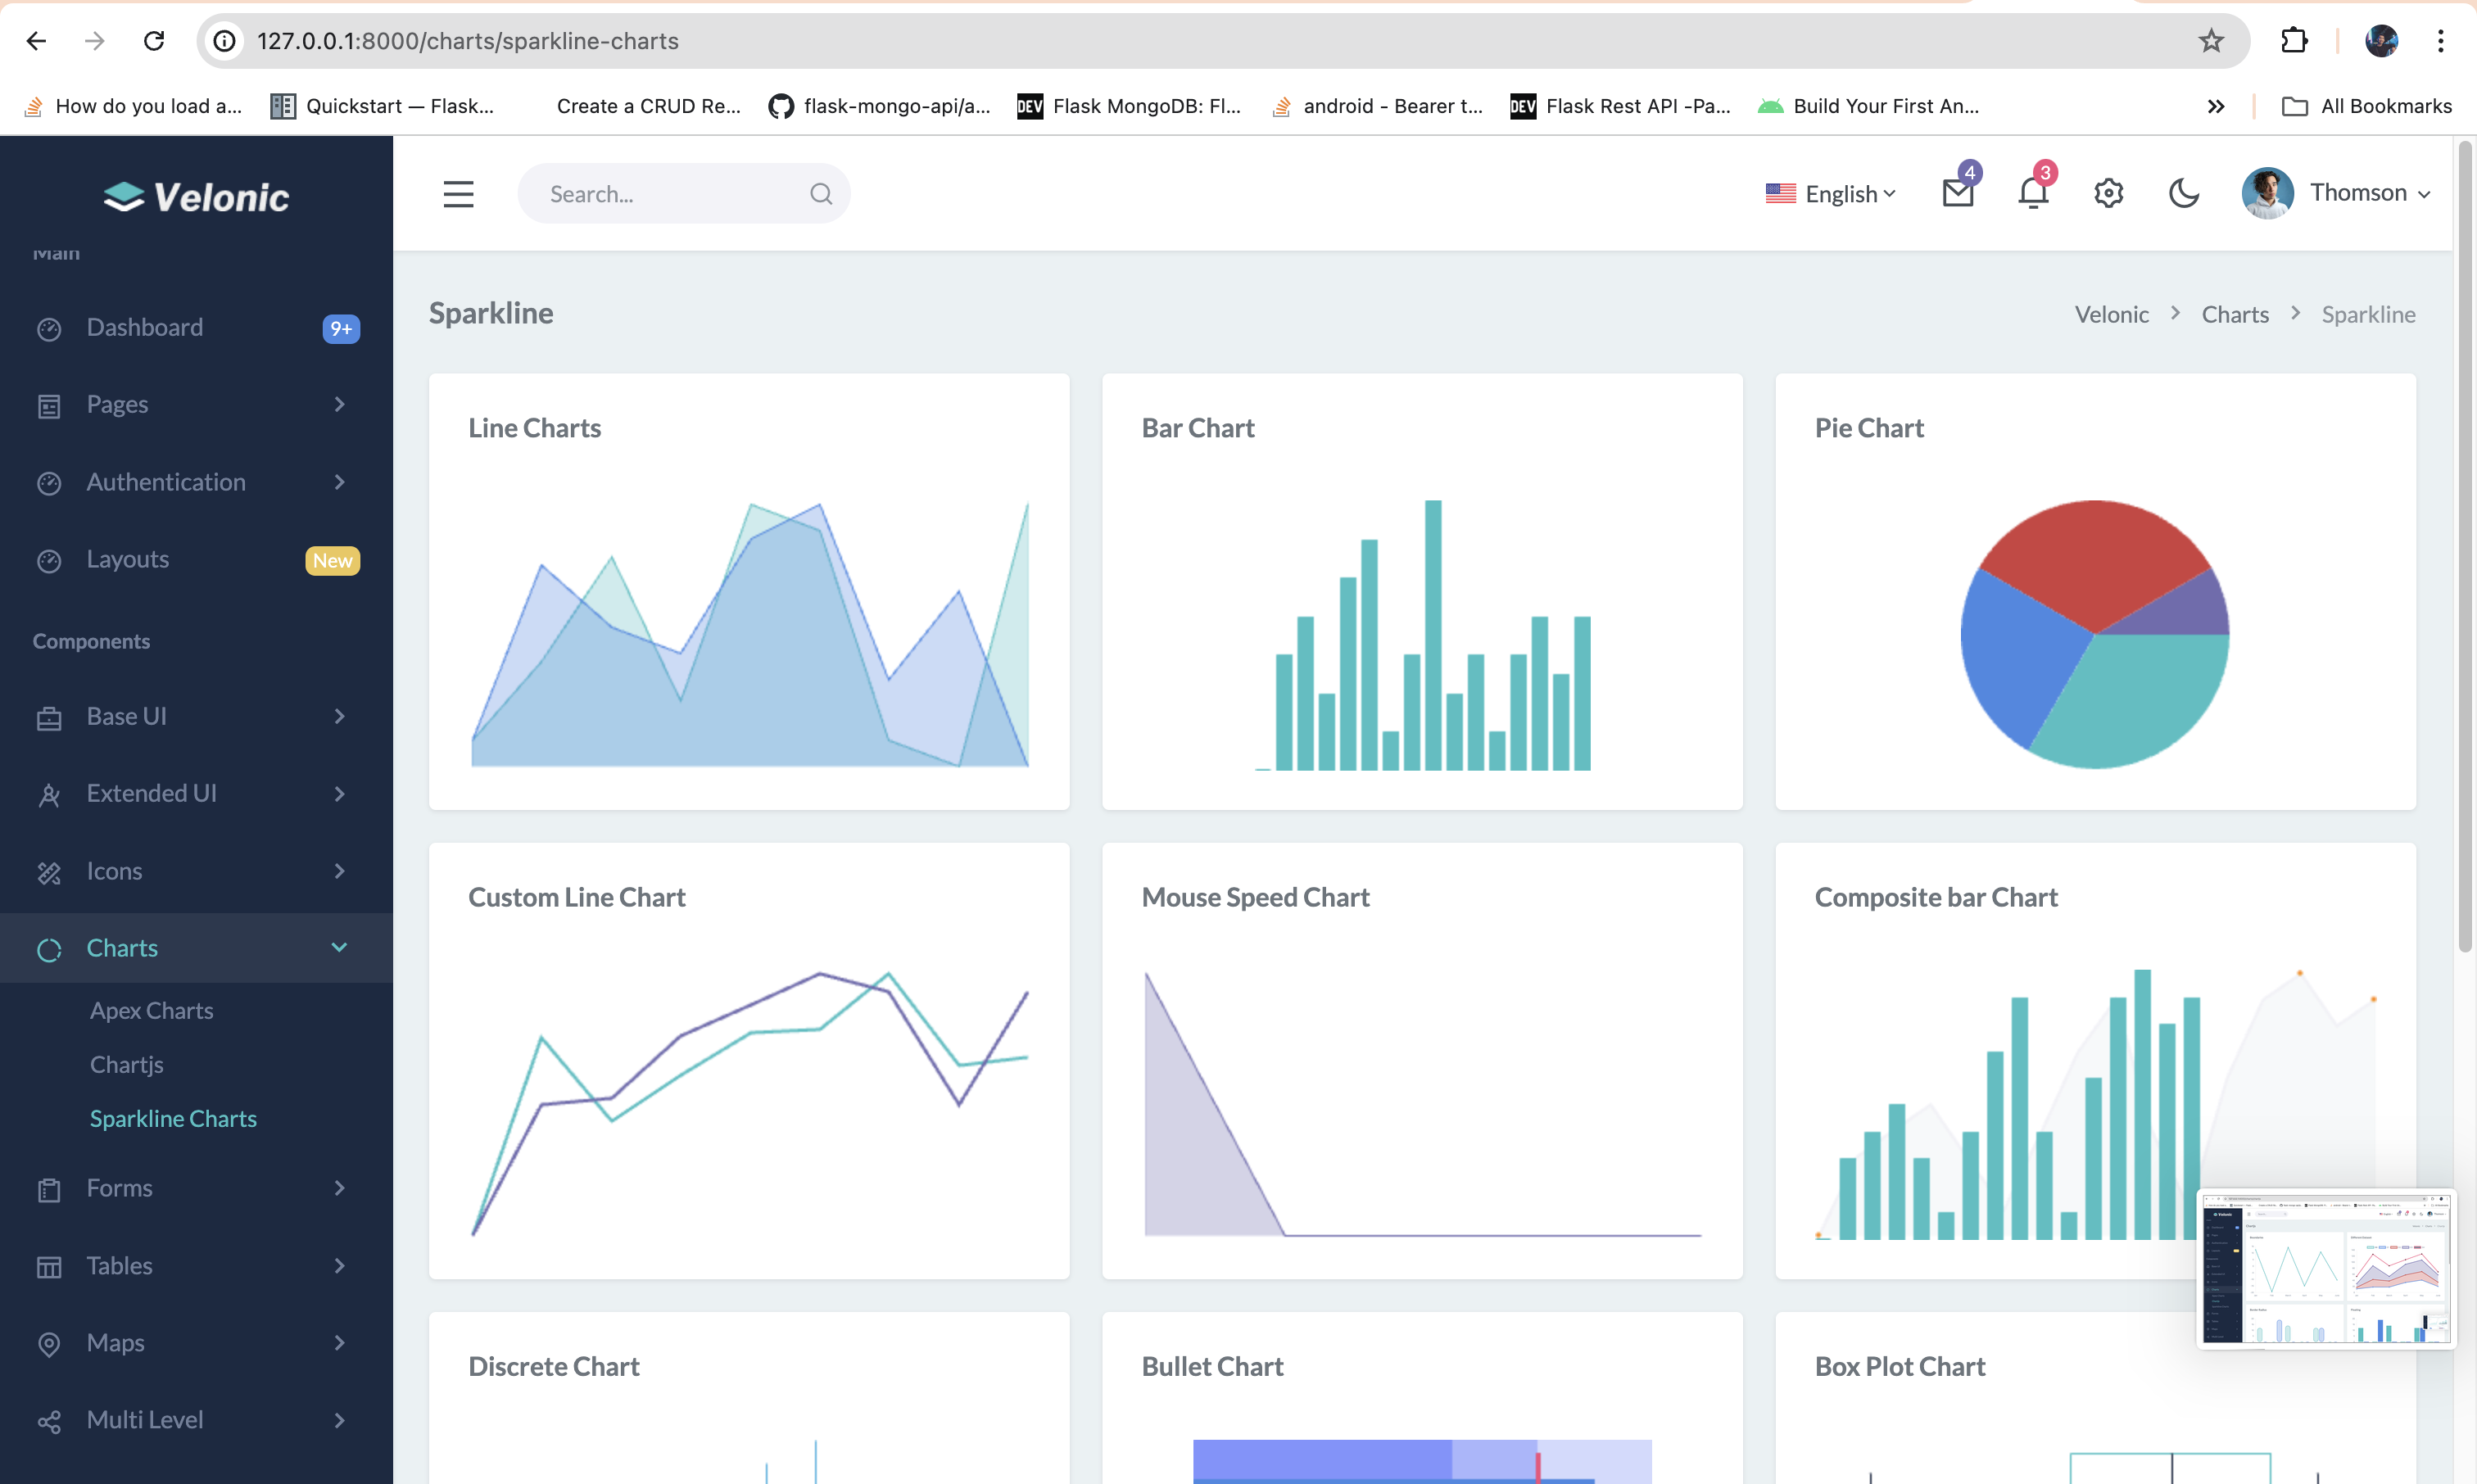 127.0.0.1:8000/charts/sparkline-charts
How do you load a...
Quickstart — Flask...
Create a CRUD Re...
flask-mongo-api/a...
DEV Flask MongoDB: Fl...
android - Bearer t...
DEV Flask Rest API -Pa...
Build Your First An...
All Bookmarks
Velonic
Search...
English
4
3
Thomson
Main
Dashboard 9+
Pages
Authentication
Layouts New
Components
Base UI
Extended UI
Icons
Charts
Apex Charts
Chartjs
Sparkline Charts
Forms
Tables
Maps
Multi Level
Sparkline
Velonic > Charts > Sparkline
Line Charts
Bar Chart
Pie Chart
Custom Line Chart
Mouse Speed Chart
Composite bar Chart
Discrete Chart
Bullet Chart
Box Plot Chart